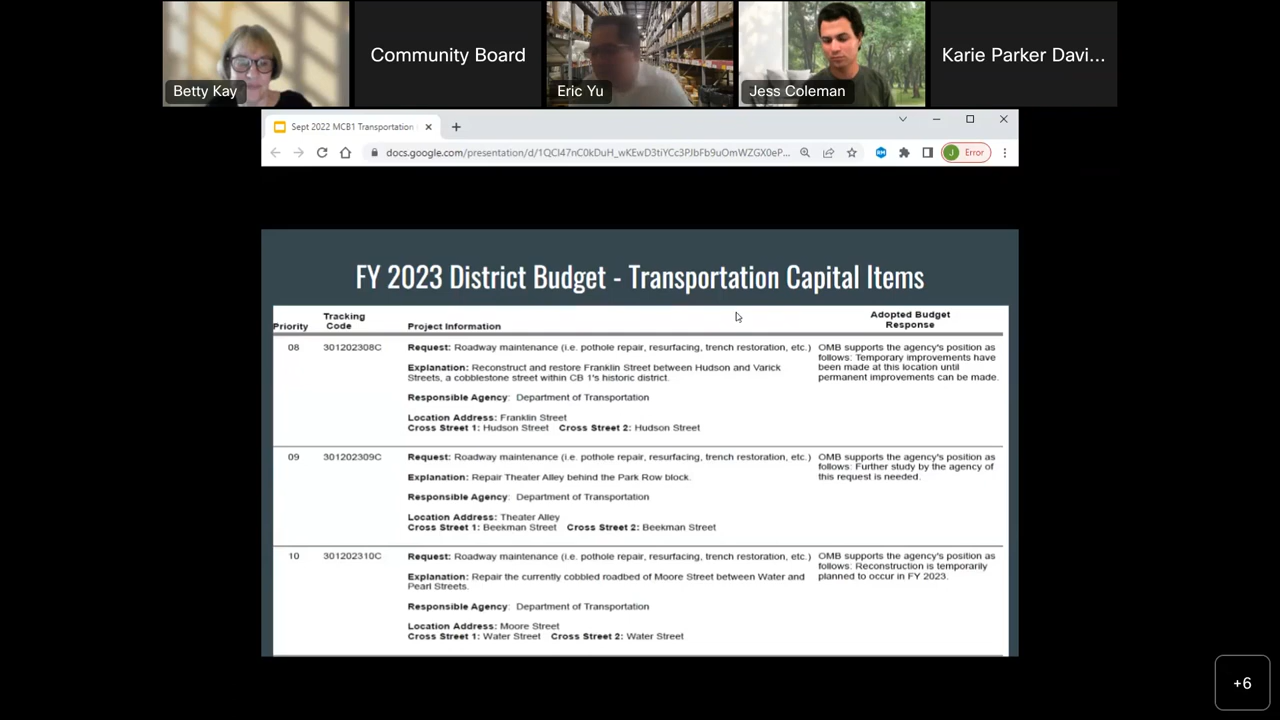 Betty Kay
Community Board
Eric Yu
Jess Coleman
Karie Parker Davi...
Sept 2022 MCB1 Transportation
docs.google.com/presentation/d/1QCl47nC0kDuH_wKEwD3tiYCc3PJbFb9uOmWZGX0eP...
J Error
FY 2023 District Budget - Transportation Capital Items
Priority
Tracking
Code
Project Information
Adopted Budget
Response
08
301202308C
Request: Roadway maintenance (i.e. pothole repair, resurfacing, trench restoration, etc.)
Explanation: Reconstruct and restore Franklin Street between Hudson and Varick
Streets, a cobblestone street within CB 1's historic district.
Responsible Agency: Department of Transportation
Location Address: Franklin Street
Cross Street 1: Hudson Street Cross Street 2: Hudson Street
OMB supports the agency's position as
follows: Temporary improvements have
been made at this location until
permanent improvements can be made.
09
301202309C
Request: Roadway maintenance (i.e. pothole repair, resurfacing, trench restoration, etc.)
Explanation: Repair Theater Alley behind the Park Row block.
Responsible Agency: Department of Transportation
Location Address: Theater Alley
Cross Street 1: Beekman Street Cross Street 2: Beekman Street
OMB supports the agency's position as
follows: Further study by the agency of
this request is needed.
10
301202310C
Request: Roadway maintenance (i.e. pothole repair, resurfacing, trench restoration, etc.)
Explanation: Repair the currently cobbled roadbed of Moore Street between Water and
Pearl Streets.
Responsible Agency: Department of Transportation
Location Address: Moore Street
Cross Street 1: Water Street Cross Street 2: Water Street
OMB supports the agency's position as
follows: Reconstruction is temporarily
planned to occur in FY 2023.
+6